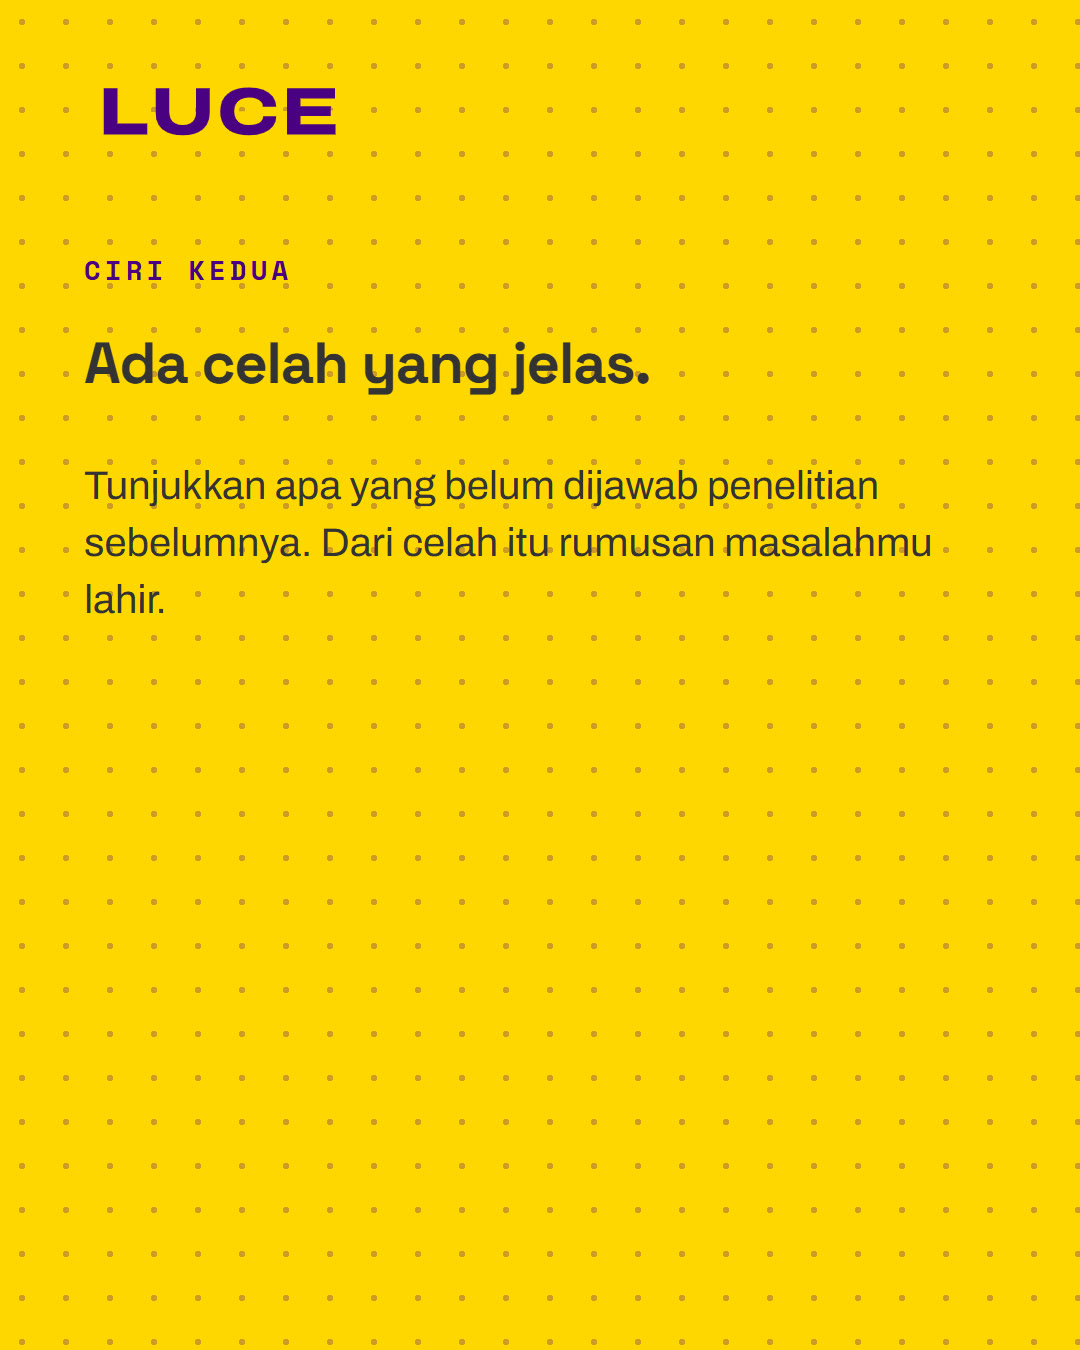 LUCE
CIRI KEDUA
Ada celah yang jelas.
Tunjukkan apa yang belum dijawab penelitian
sebelumnya. Dari celah itu rumusan masalahmu
lahir.